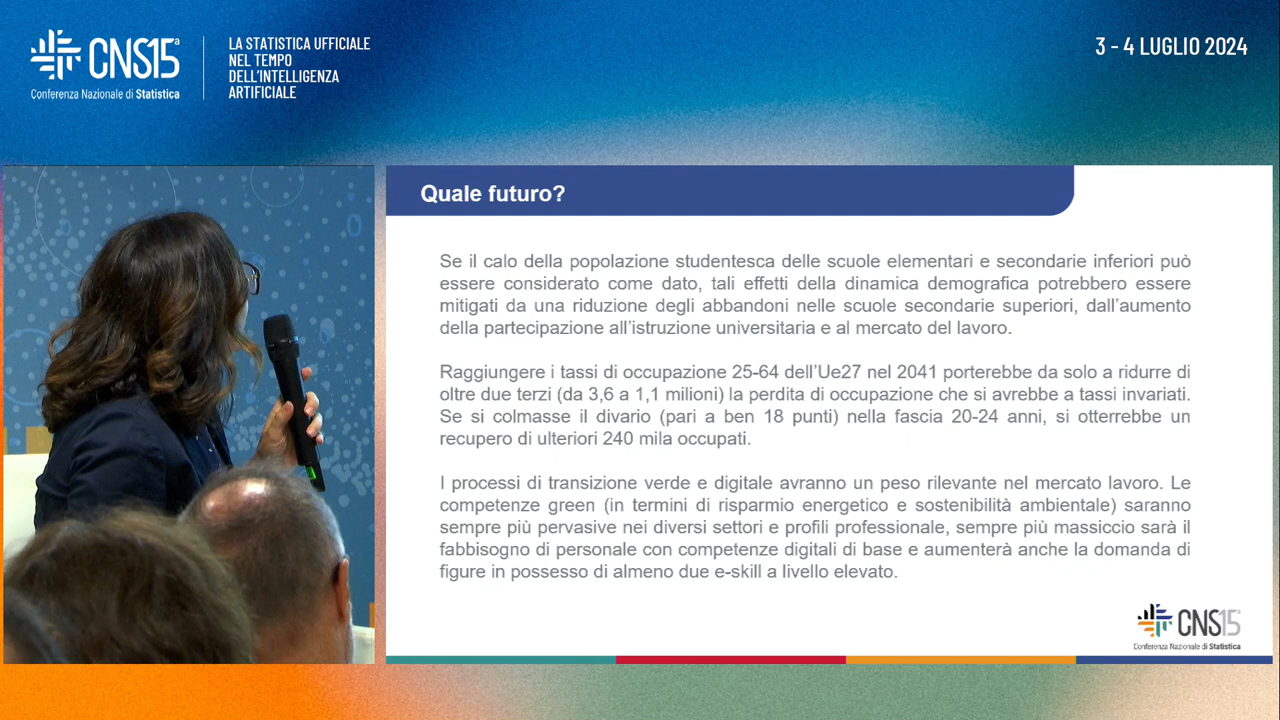 CNS15ª
Conferenza Nazionale di Statistica
LA STATISTICA UFFICIALE
NEL TEMPO
DELL'INTELLIGENZA
ARTIFICIALE
3 - 4 LUGLIO 2024
Quale futuro?
Se il calo della popolazione studentesca delle scuole elementari e secondarie inferiori può
essere considerato come dato, tali effetti della dinamica demografica potrebbero essere
mitigati da una riduzione degli abbandoni nelle scuole secondarie superiori, dall'aumento
della partecipazione all'istruzione universitaria e al mercato del lavoro.
Raggiungere i tassi di occupazione 25-64 dell'Ue27 nel 2041 porterebbe da solo a ridurre di
oltre due terzi (da 3,6 a 1,1 milioni) la perdita di occupazione che si avrebbe a tassi invariati.
Se si colmasse il divario (pari a ben 18 punti) nella fascia 20-24 anni, si otterrebbe un
recupero di ulteriori 240 mila occupati.
I processi di transizione verde e digitale avranno un peso rilevante nel mercato lavoro. Le
competenze green (in termini di risparmio energetico e sostenibilità ambientale) saranno
sempre più pervasive nei diversi settori e profili professionale, sempre più massiccio sarà il
fabbisogno di personale con competenze digitali di base e aumenterà anche la domanda di
figure in possesso di almeno due e-skill a livello elevato.
CNS15ª
Conferenza Nazionale di Statistica